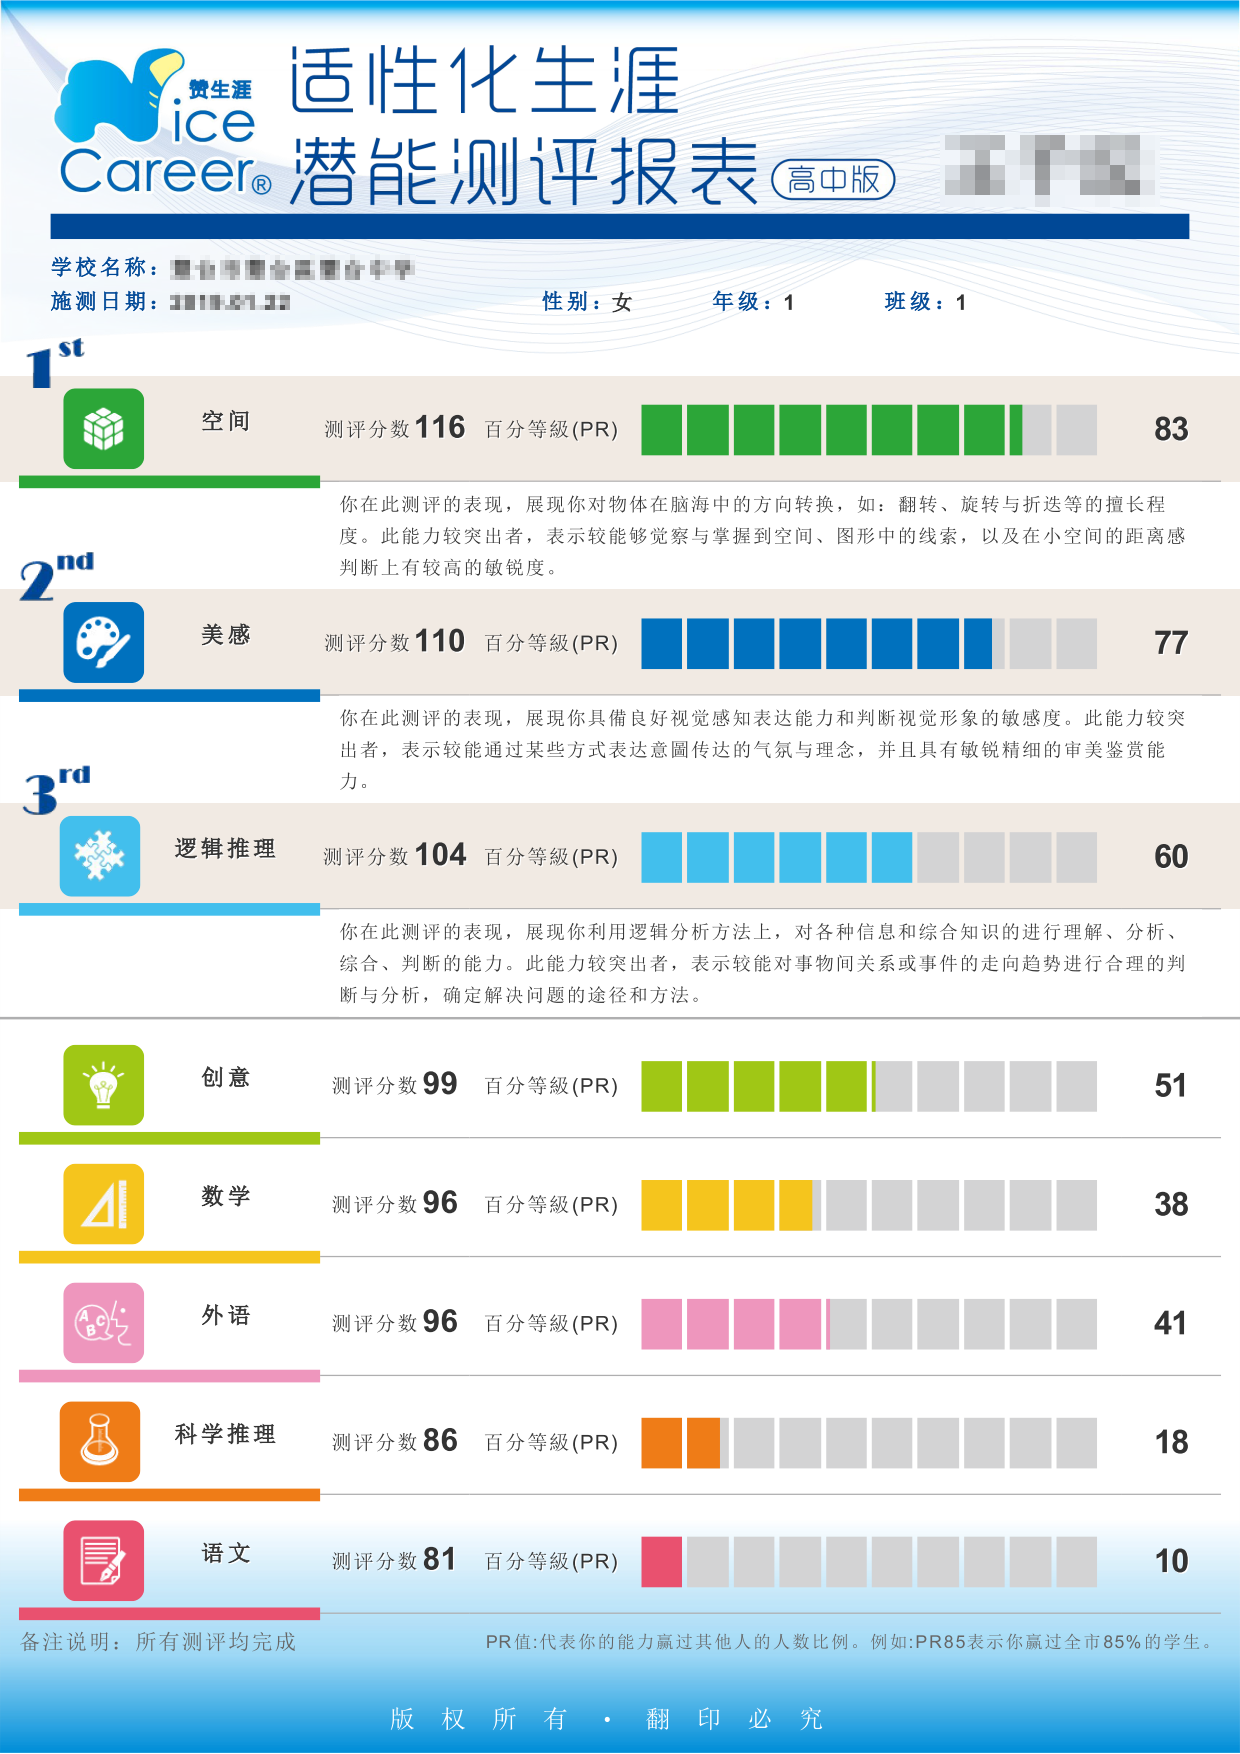 赞生涯
Nice
Career®
适性化生涯
潜能测评报表 高中版
学校名称：
施测日期： 性别：女 年级：1 班级：1
1st
空间 测评分数 116 百分等級(PR) 83
你在此测评的表现，展现你对物体在脑海中的方向转换，如：翻转、旋转与折迭等的擅长程
度。此能力较突出者，表示较能够觉察与掌握到空间、图形中的线索，以及在小空间的距离感
判断上有较高的敏锐度。
2nd
美感 测评分数 110 百分等級(PR) 77
你在此测评的表现，展現你具備良好视觉感知表达能力和判断视觉形象的敏感度。此能力较突
出者，表示较能通过某些方式表达意圖传达的气氛与理念，并且具有敏锐精细的审美鉴赏能
力。
3rd
逻辑推理 测评分数 104 百分等級(PR) 60
你在此测评的表现，展现你利用逻辑分析方法上，对各种信息和综合知识的进行理解、分析、
综合、判断的能力。此能力较突出者，表示较能对事物间关系或事件的走向趋势进行合理的判
断与分析，确定解决问题的途径和方法。
创意 测评分数 99 百分等級(PR) 51
数学 测评分数 96 百分等級(PR) 38
A B C
外语 测评分数 96 百分等級(PR) 41
科学推理 测评分数 86 百分等級(PR) 18
语文 测评分数 81 百分等級(PR) 10
备注说明：所有测评均完成 PR值:代表你的能力赢过其他人的人数比例。例如:PR85表示你赢过全市85%的学生。
版权所有·翻印必究